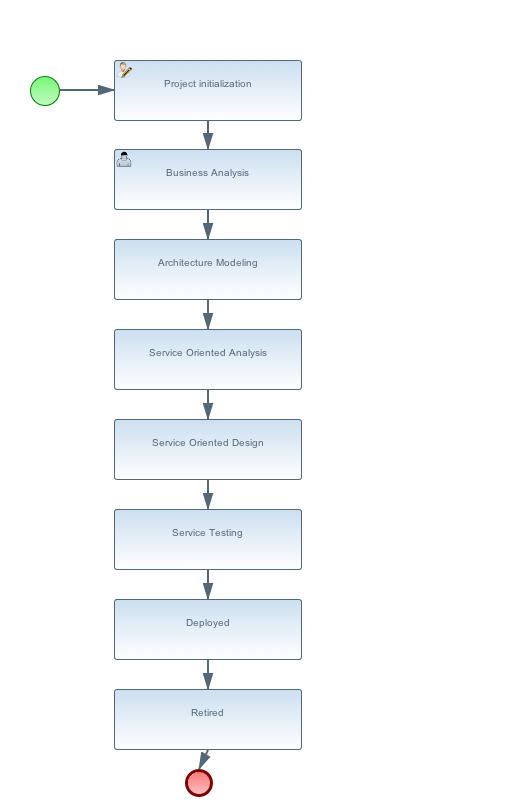 Project initialization
Business Analysis
Architecture Modeling
Service Oriented Analysis
Service Oriented Design
Service Testing
Deployed
Retired